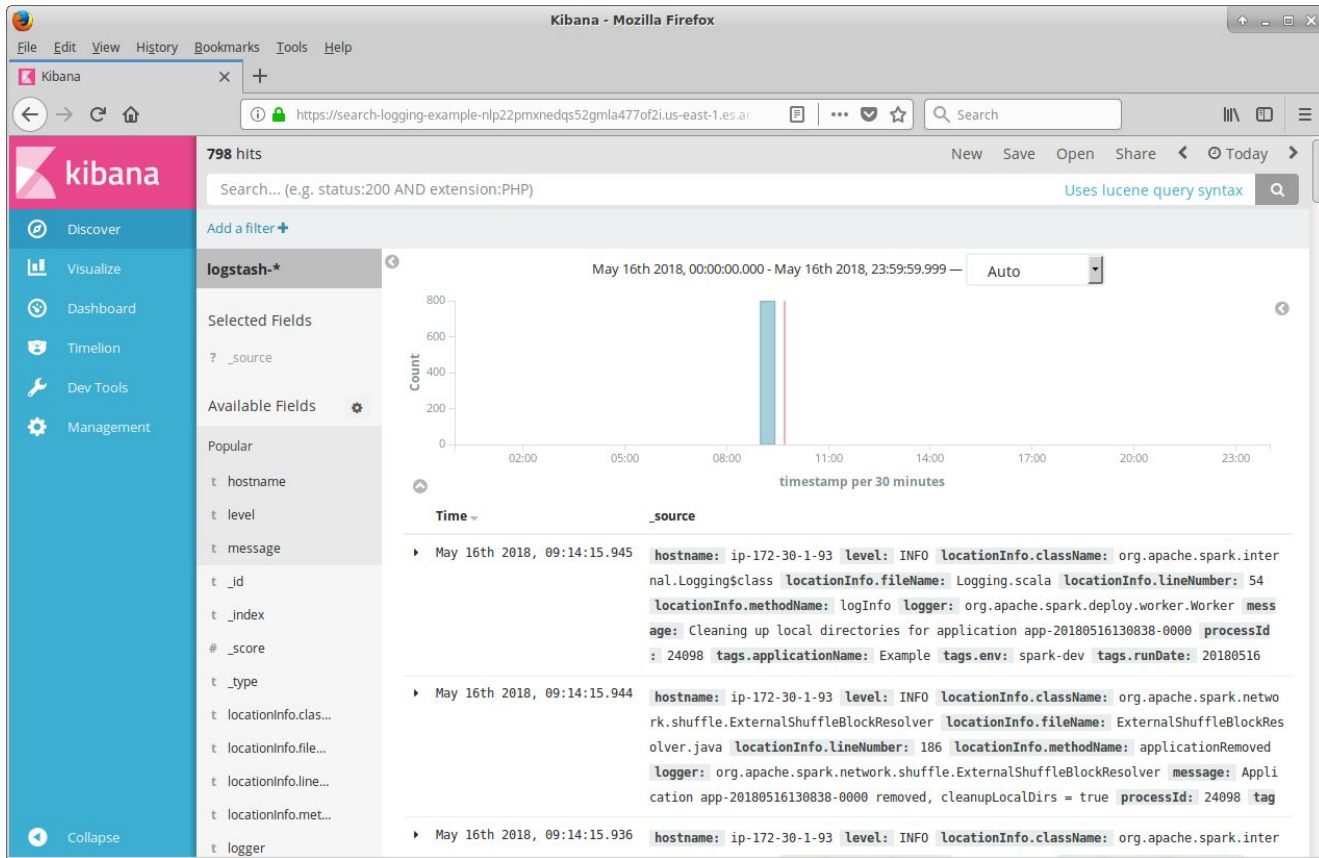 Kibana - Mozilla Firefox
File Edit View History Bookmarks Tools Help
Kibana
https://search-logging-example-nlp22pmxnedqs52gmla477of2i.us-east-1.es.an
Search
kibana
798 hits
New Save Open Share Today
Search... (e.g. status:200 AND extension:PHP)
Uses lucene query syntax
Discover
Visualize
Dashboard
Timelion
Dev Tools
Management
Collapse
Add a filter +
logstash-*
Selected Fields
? _source
Available Fields
Popular
t hostname
t level
t message
t _id
t _index
# _score
t _type
t locationInfo.clas...
t locationInfo.file...
t locationInfo.line...
t locationInfo.met...
t logger
May 16th 2018, 00:00:00.000 - May 16th 2018, 23:59:59.999 — Auto
Count
800
600
400
200
0
02:00 05:00 08:00 11:00 14:00 17:00 20:00 23:00
timestamp per 30 minutes
Time _source
May 16th 2018, 09:14:15.945 hostname: ip-172-30-1-93 level: INFO locationInfo.className: org.apache.spark.inter
nal.Logging$class locationInfo.fileName: Logging.scala locationInfo.lineNumber: 54
locationInfo.methodName: logInfo logger: org.apache.spark.deploy.worker.Worker mess
age: Cleaning up local directories for application app-20180516130838-0000 processId
: 24098 tags.applicationName: Example tags.env: spark-dev tags.runDate: 20180516
May 16th 2018, 09:14:15.944 hostname: ip-172-30-1-93 level: INFO locationInfo.className: org.apache.spark.netwo
rk.shuffle.ExternalShuffleBlockResolver locationInfo.fileName: ExternalShuffleBlockRes
olver.java locationInfo.lineNumber: 186 locationInfo.methodName: applicationRemoved
logger: org.apache.spark.network.shuffle.ExternalShuffleBlockResolver message: Appli
cation app-20180516130838-0000 removed, cleanupLocalDirs = true processId: 24098 tag
May 16th 2018, 09:14:15.936 hostname: ip-172-30-1-93 level: INFO locationInfo.className: org.apache.spark.inter